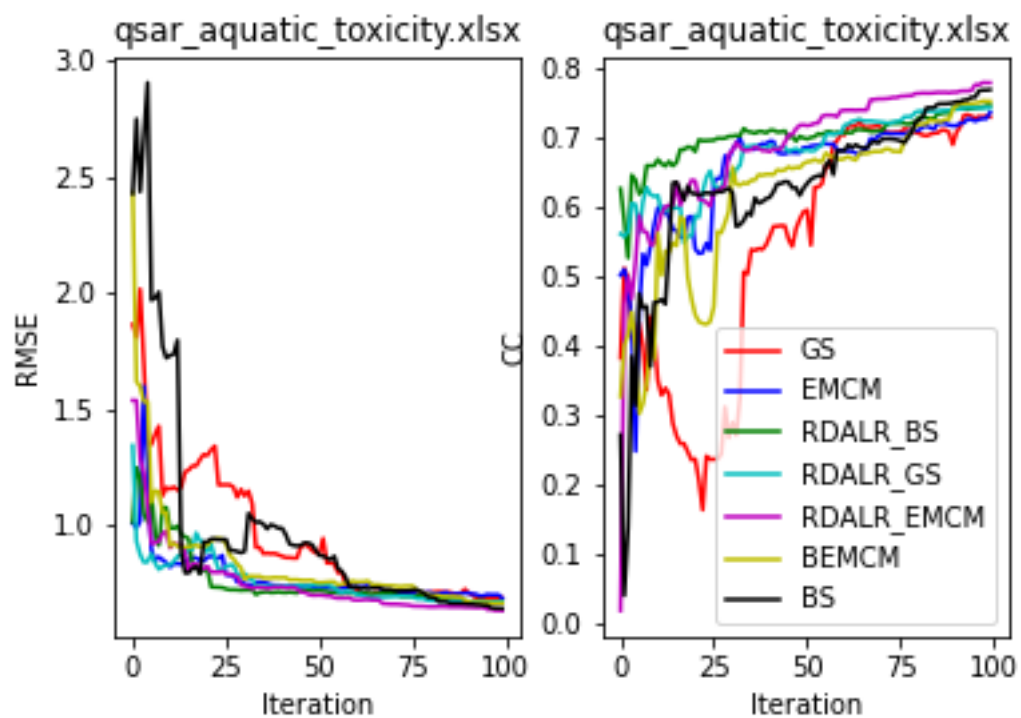 qsar_aquatic_toxicity.xlsx
3.0
2.5
2.0
1.5
1.0
RMSE
0
25
50
75
100
Iteration
qsar_aquatic_toxicity.xlsx
0.8
0.7
0.6
0.5
0.4
0.3
0.2
0.1
0.0
CC
GS
EMCM
RDALR_BS
RDALR_GS
RDALR_EMCM
BEMCM
BS
0
25
50
75
100
Iteration